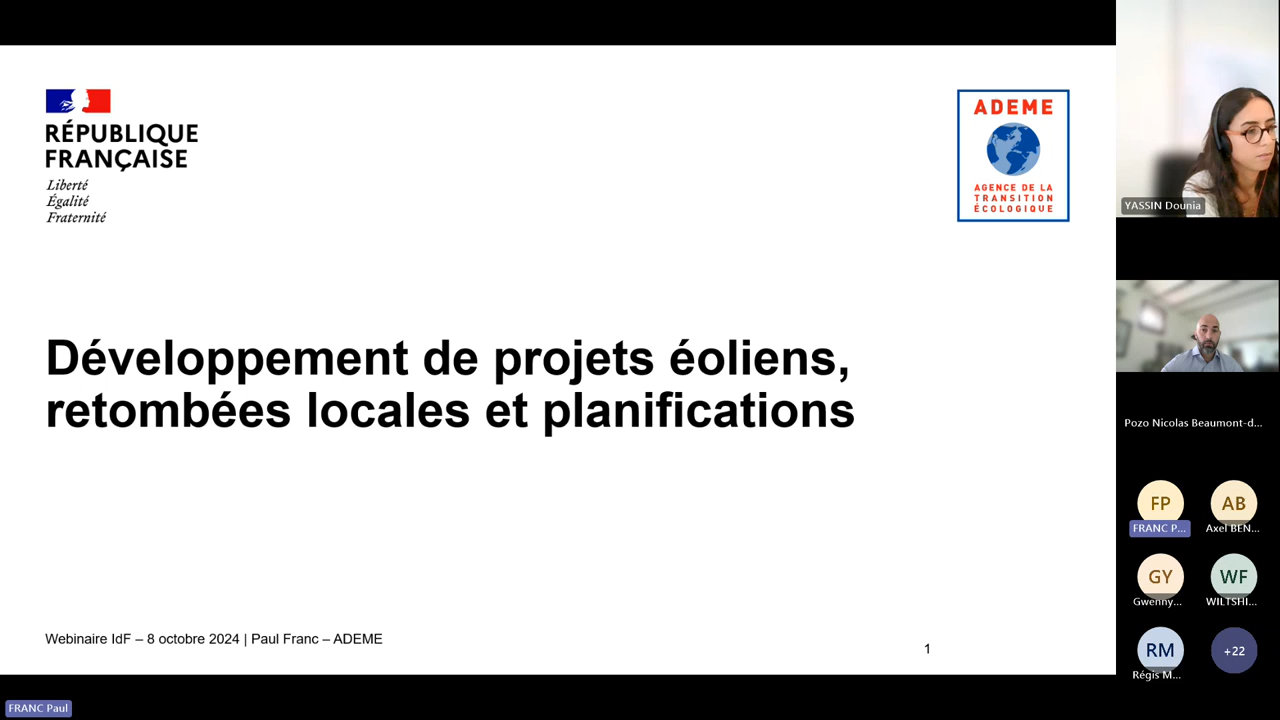 RÉPUBLIQUE
FRANÇAISE
Liberté
Égalité
Fraternité
ADEME
AGENCE DE LA
TRANSITION
ÉCOLOGIQUE
Développement de projets éoliens,
retombées locales et planifications
Webinaire IdF – 8 octobre 2024 | Paul Franc – ADEME
1
FRANC Paul
YASSIN Dounia
Pozo Nicolas Beaumont-d...
FP
AB
FRANC P...
Axel BEN...
GY
WF
Gwenny...
WILTSHI...
RM
+22
Régis M...